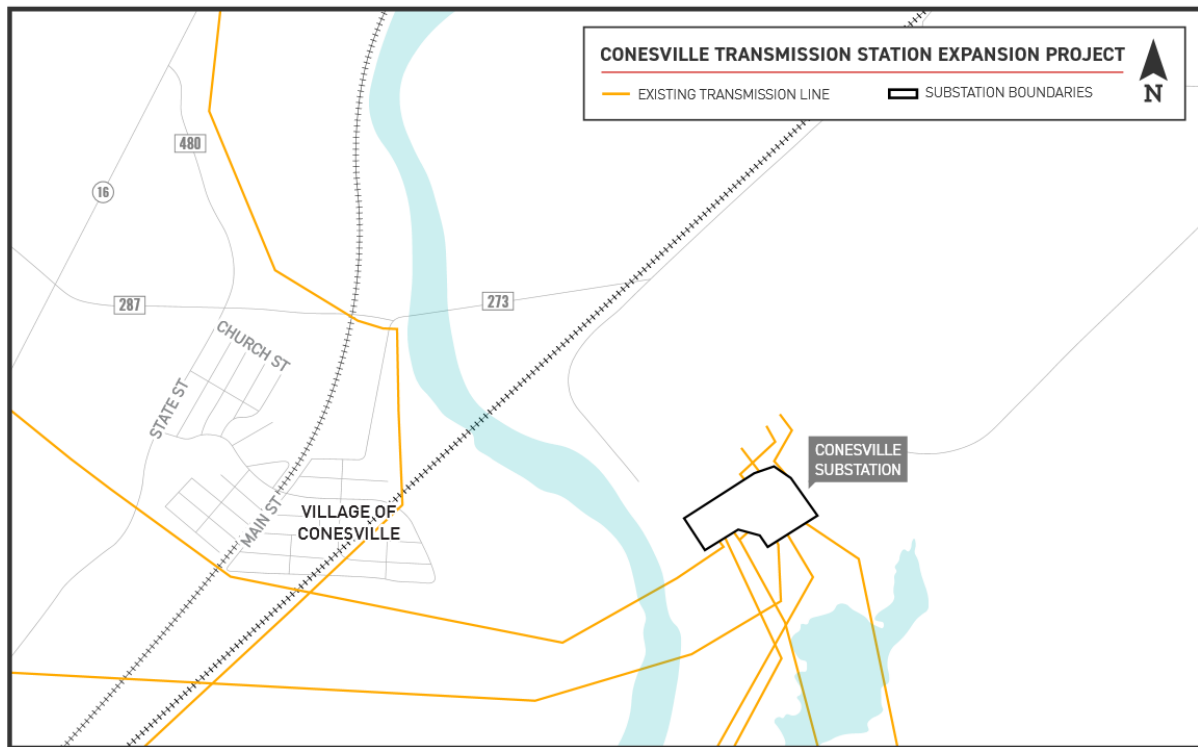 CONESVILLE TRANSMISSION STATION EXPANSION PROJECT
EXISTING TRANSMISSION LINE
SUBSTATION BOUNDARIES
N
480
16
287
273
CHURCH ST
STATE ST
CONESVILLE
SUBSTATION
MAIN ST
VILLAGE OF
CONESVILLE